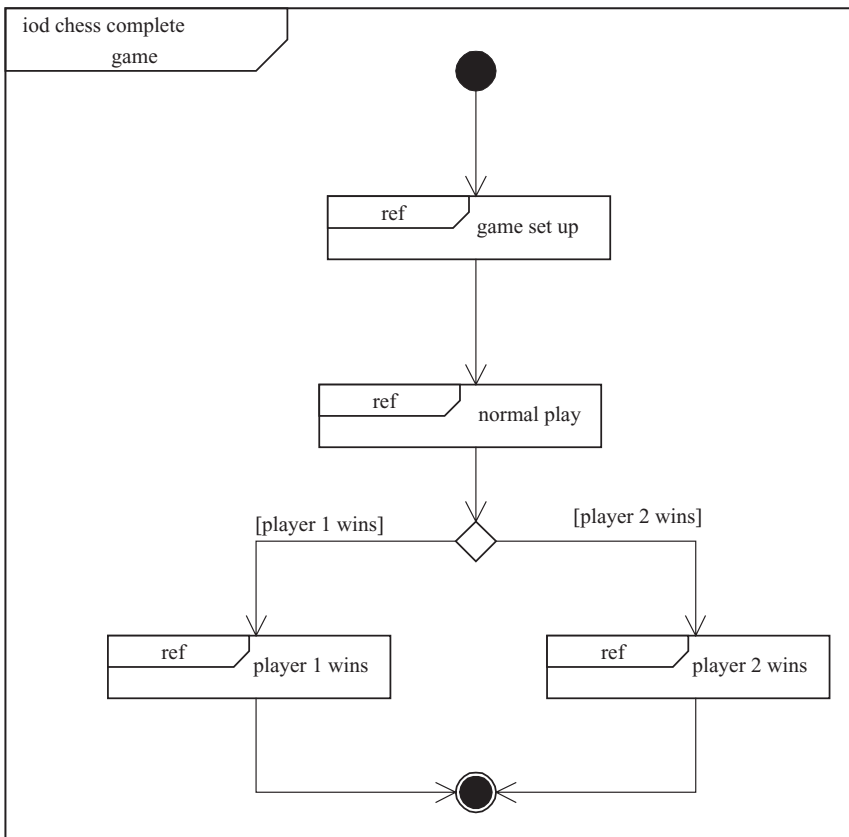 iod chess complete
game
ref
game set up
ref
normal play
[player 1 wins]
[player 2 wins]
ref
player 1 wins
ref
player 2 wins